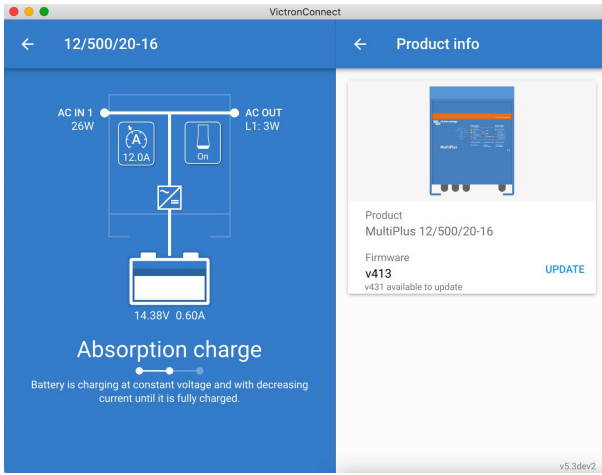 VictronConnect
12/500/20-16
AC IN 1
26W
AC OUT
L1: 3W
A
12.0A
On
14.38V 0.60A
Absorption charge
Battery is charging at constant voltage and with decreasing
current until it is fully charged.
Product info
MultiPlus
Product
MultiPlus 12/500/20-16
Firmware
v413
UPDATE
v431 available to update
v5.3dev2